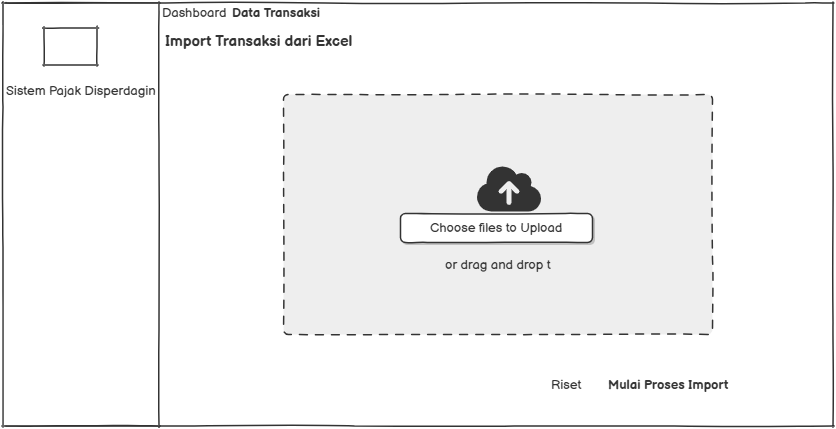 Dashboard Data Transaksi
Import Transaksi dari Excel
Sistem Pajak Disperdagin
Choose files to Upload
or drag and drop t
Riset Mulai Proses Import